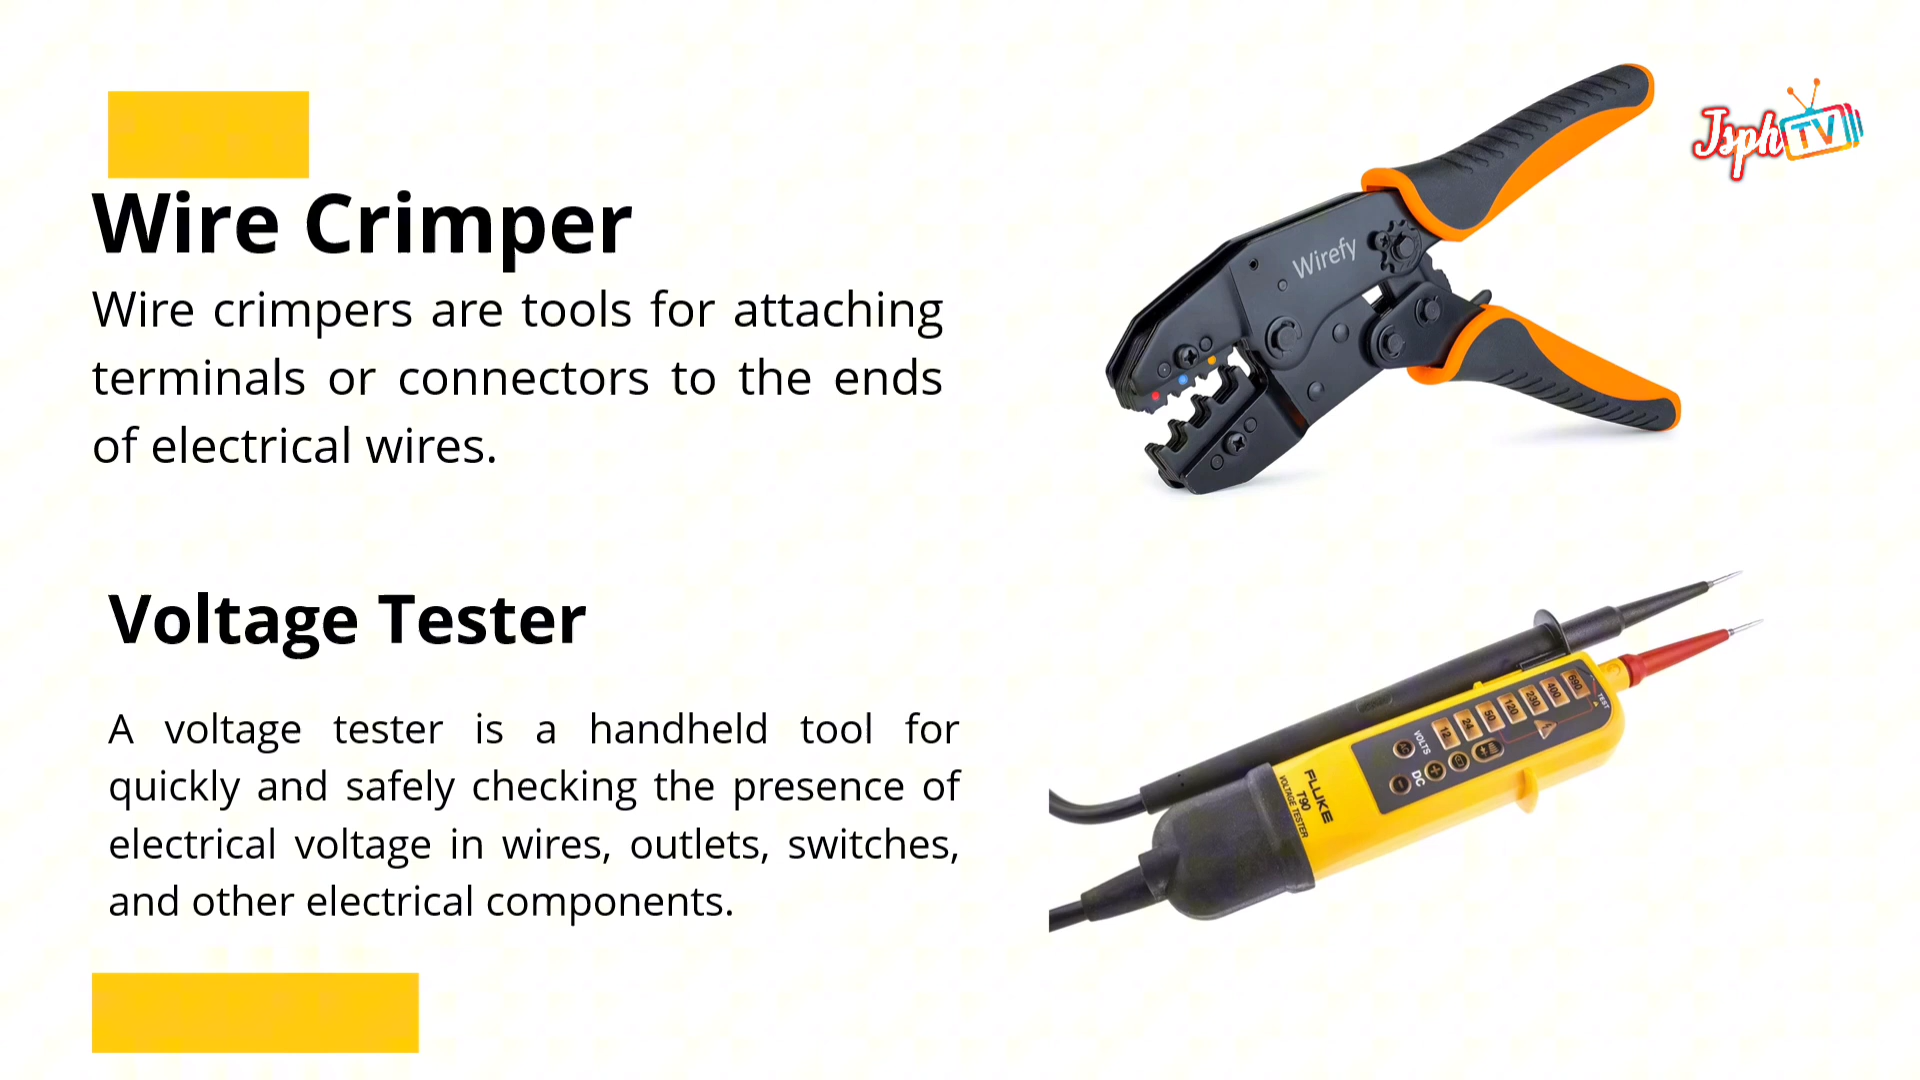 Jsph TV
Wire Crimper
Wire crimpers are tools for attaching
terminals or connectors to the ends
of electrical wires.
Wirefy
Voltage Tester
A voltage tester is a handheld tool for
quickly and safely checking the presence of
electrical voltage in wires, outlets, switches,
and other electrical components.
FLUKE
T90
VOLTAGE TESTER
VOLTS
DC
12 24 50 120 230 400 690
TEST